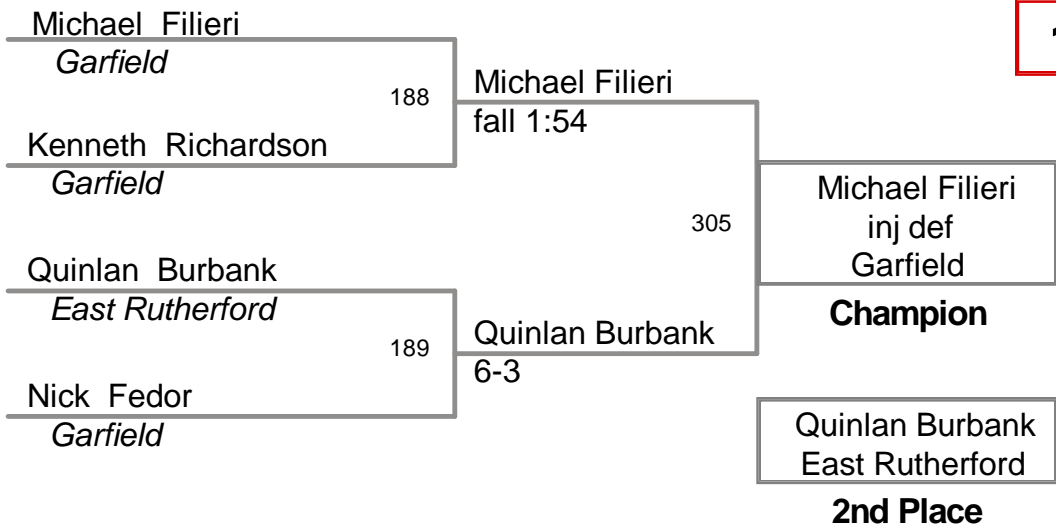 Michael Filieri
Garfield
188
Michael Filieri
fall 1:54
Kenneth Richardson
Garfield
305
Michael Filieri
inj def
Garfield
Champion
Quinlan Burbank
East Rutherford
189
Quinlan Burbank
6-3
Nick Fedor
Garfield
Quinlan Burbank
East Rutherford
2nd Place